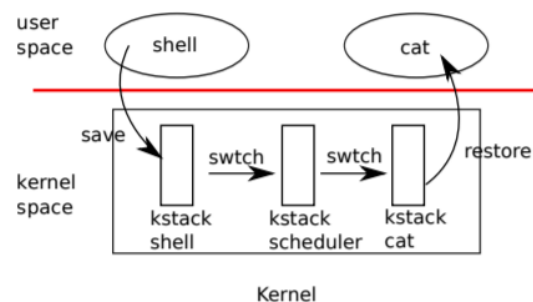 user
space
shell
cat
save
swtch
swtch
restore
kernel
space
kstack
shell
kstack
scheduler
kstack
cat
Kernel